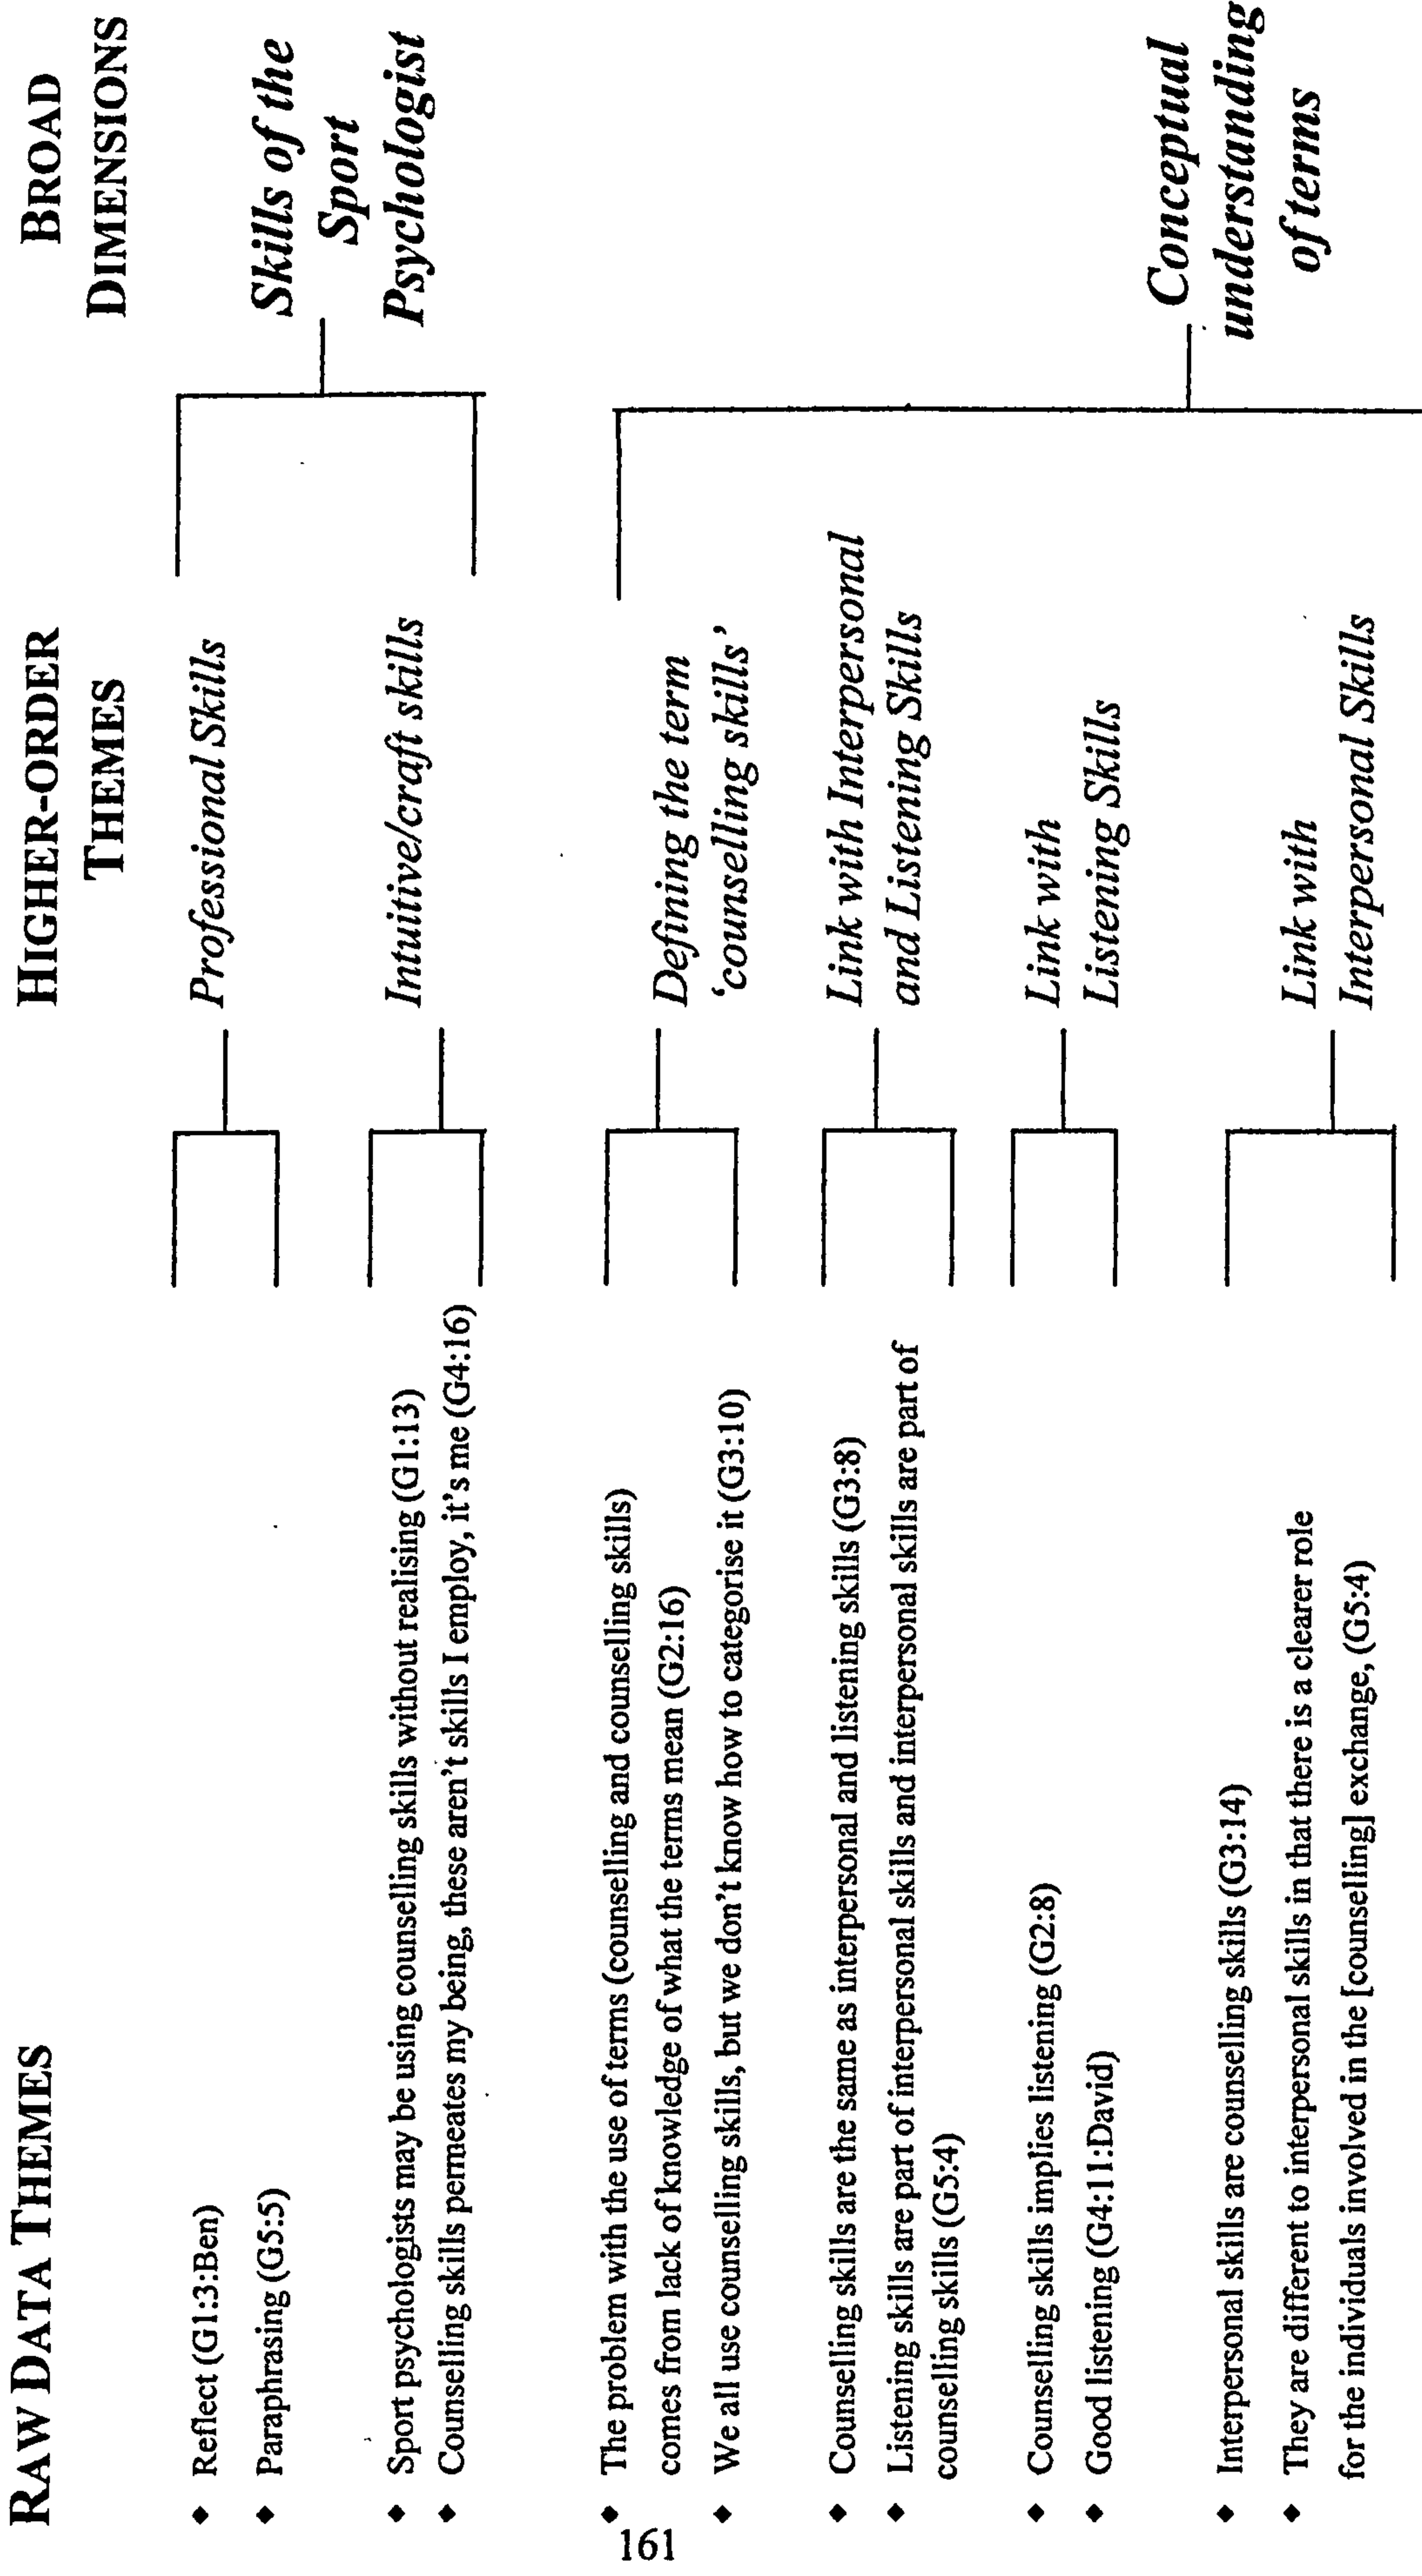 RAW DATA THEMES
HIGHER-ORDER
THEMES
BROAD
DIMENSIONS
♦ Reflect (G1:3:Ben)
♦ Paraphrasing (G5:5)
Professional Skills
♦ Sport psychologists may be using counselling skills without realising (G1:13)
♦ Counselling skills permeates my being, these aren't skills I employ, it's me (G4:16)
Intuitive/craft skills
Skills of the
Sport
Psychologist
♦ The problem with the use of terms (counselling and counselling skills)
comes from lack of knowledge of what the terms mean (G2:16)
♦ We all use counselling skills, but we don't know how to categorise it (G3:10)
Defining the term
‘counselling skills’
♦ Counselling skills are the same as interpersonal and listening skills (G3:8)
♦ Listening skills are part of interpersonal skills and interpersonal skills are part of
counselling skills (G5:4)
Link with Interpersonal
and Listening Skills
♦ Counselling skills implies listening (G2:8)
♦ Good listening (G4:11:David)
Link with
Listening Skills
♦ Interpersonal skills are counselling skills (G3:14)
♦ They are different to interpersonal skills in that there is a clearer role
for the individuals involved in the [counselling] exchange, (G5:4)
Link with
Interpersonal Skills
Conceptual
understanding
of terms
161